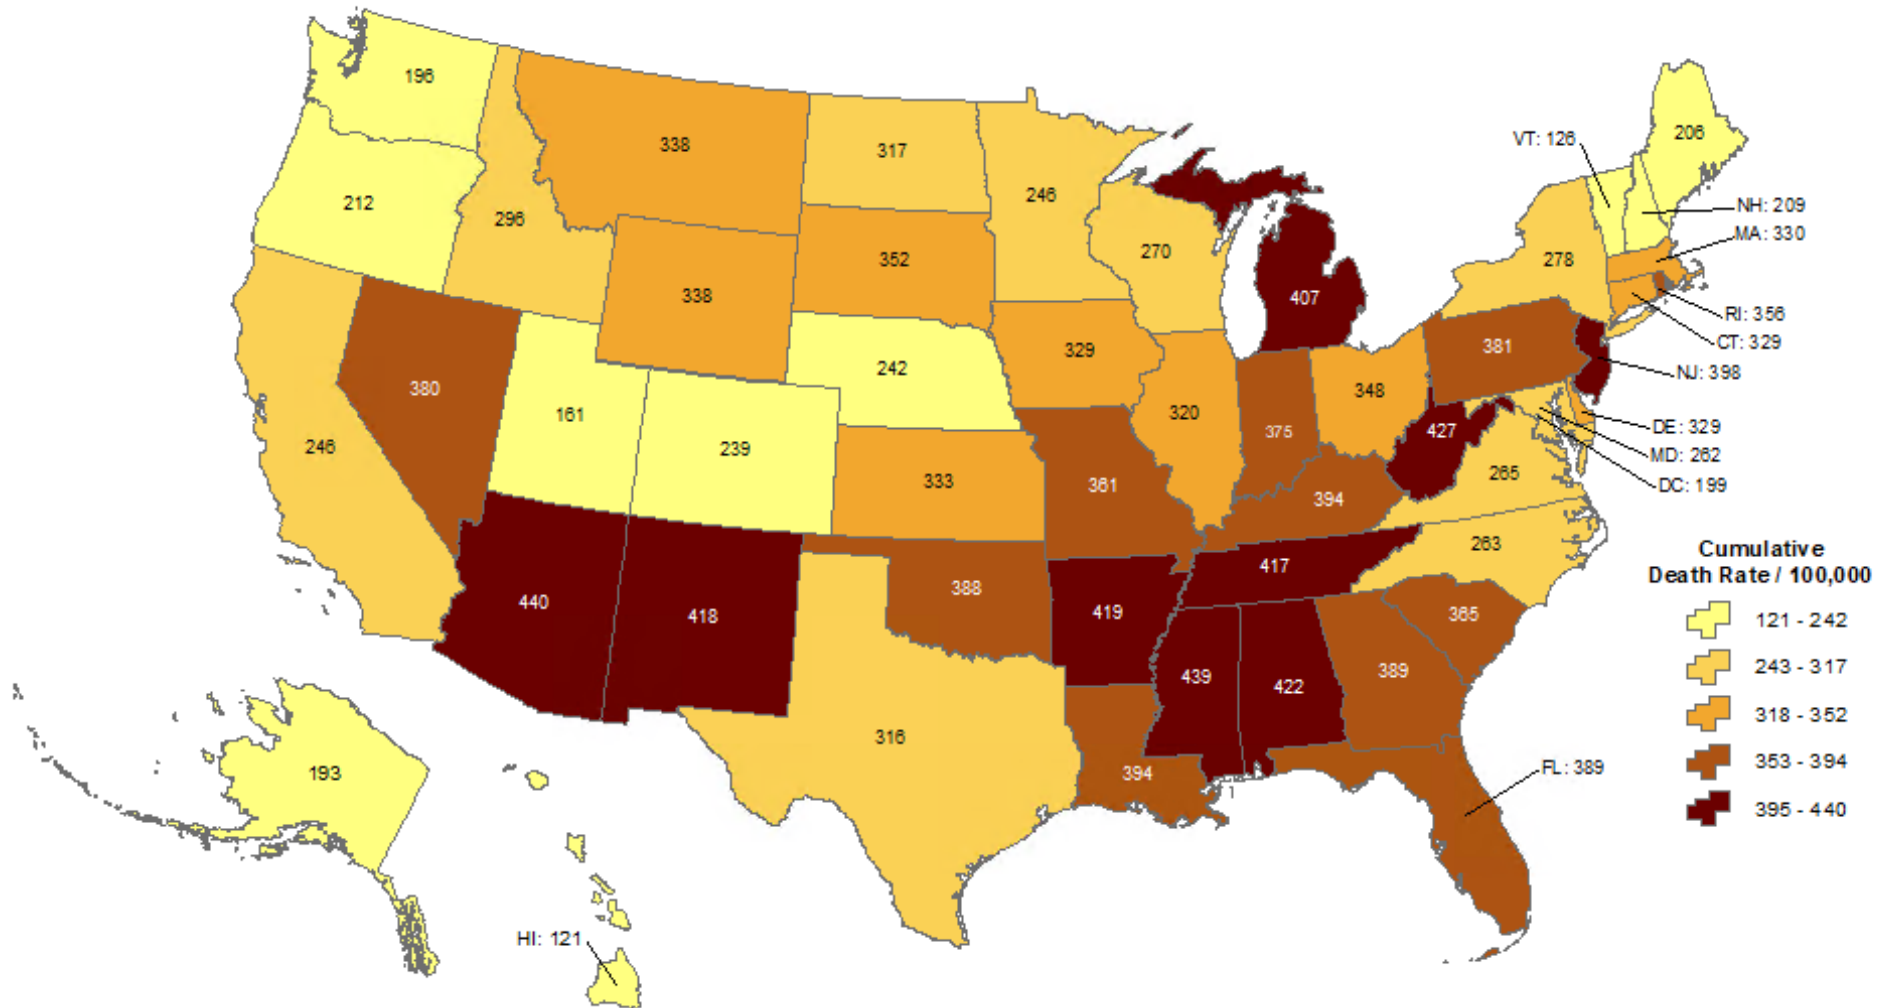 196
338
317
246
206
VT: 126
212
296
352
270
278
NH: 209
MA: 330
338
407
RI: 356
CT: 329
NJ: 398
380
242
329
381
246
161
239
320
375
348
427
DE: 329
MD: 262
DC: 199
333
361
394
265
263
440
418
388
419
417
365
439
422
389
316
394
193
FL: 389
HI: 121
Cumulative
Death Rate / 100,000
121 - 242
243 - 317
318 - 352
353 - 394
395 - 440